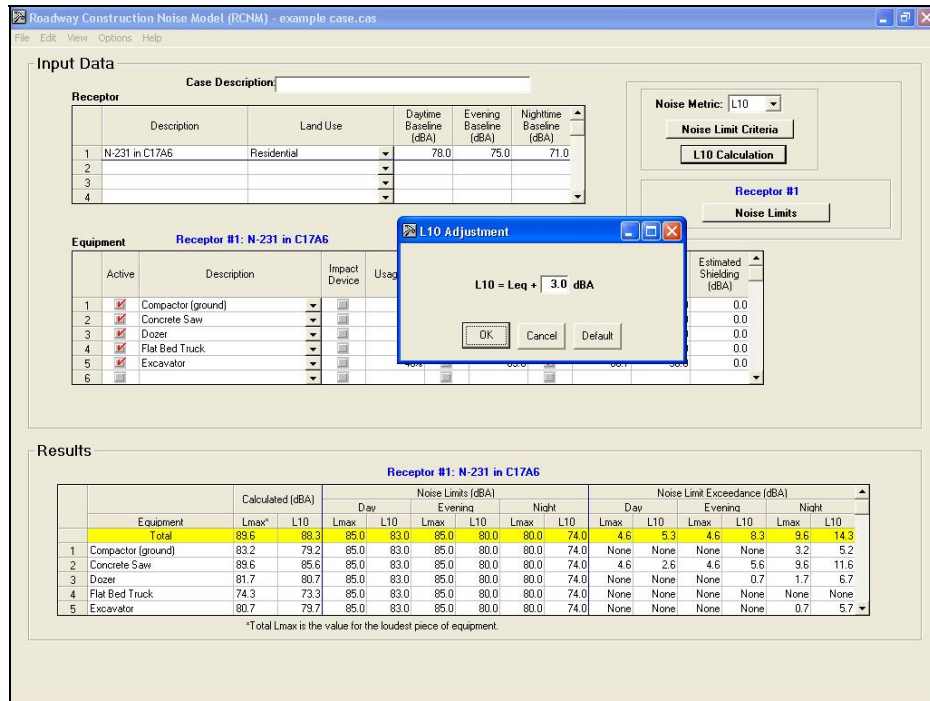 Roadway Construction Noise Model (RCNM) - example case.cas
File Edit View Options Help
Input Data
Case Description:
Receptor
Description Land Use Daytime Baseline (dBA) Evening Baseline (dBA) Nighttime Baseline (dBA)
1 N-231 in C17A6 Residential 78.0 75.0 71.0
2
3
4
Noise Metric: L10
Noise Limit Criteria
L10 Calculation
Receptor #1
Noise Limits
Equipment Receptor #1: N-231 in C17A6
Active Description Impact Device Usag Estimated Shielding (dBA)
1 Compactor (ground) 0.0
2 Concrete Saw 0.0
3 Dozer 0.0
4 Flat Bed Truck 0.0
5 Excavator 0.0
6
L10 Adjustment
L10 = Leq + 3.0 dBA
OK Cancel Default
Results
Receptor #1: N-231 in C17A6
Calculated (dBA) Noise Limits (dBA) Noise Limit Exceedance (dBA)
Day Evening Night Day Evening Night
Equipment Lmax* L10 Lmax L10 Lmax L10 Lmax L10 Lmax L10 Lmax L10 Lmax L10
Total 89.6 88.3 85.0 83.0 85.0 80.0 80.0 74.0 4.6 5.3 4.6 8.3 9.6 14.3
1 Compactor (ground) 83.2 79.2 85.0 83.0 85.0 80.0 80.0 74.0 None None None None 3.2 5.2
2 Concrete Saw 89.6 85.6 85.0 83.0 85.0 80.0 80.0 74.0 4.6 2.6 4.6 5.6 9.6 11.6
3 Dozer 81.7 80.7 85.0 83.0 85.0 80.0 80.0 74.0 None None None 0.7 1.7 6.7
4 Flat Bed Truck 74.3 73.3 85.0 83.0 85.0 80.0 80.0 74.0 None None None None None None
5 Excavator 80.7 79.7 85.0 83.0 85.0 80.0 80.0 74.0 None None None None 0.7 5.7
*Total Lmax is the value for the loudest piece of equipment.